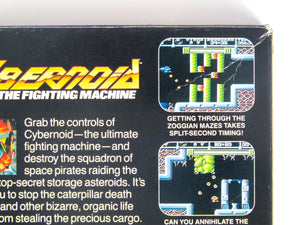 BERNOID
THE FIGHTING MACHINE
Grab the controls of
Cybernoid—the ultimate
fighting machine—and
destroy the squadron of
space pirates raiding the
top-secret storage asteroids. It's
you to stop the caterpillar death
and other bizarre, organic life
om stealing the precious cargo.
GETTING THROUGH THE
ZOGGIAN MAZES TAKES
SPLIT-SECOND TIMING!
CAN YOU ANNIHILATE THE